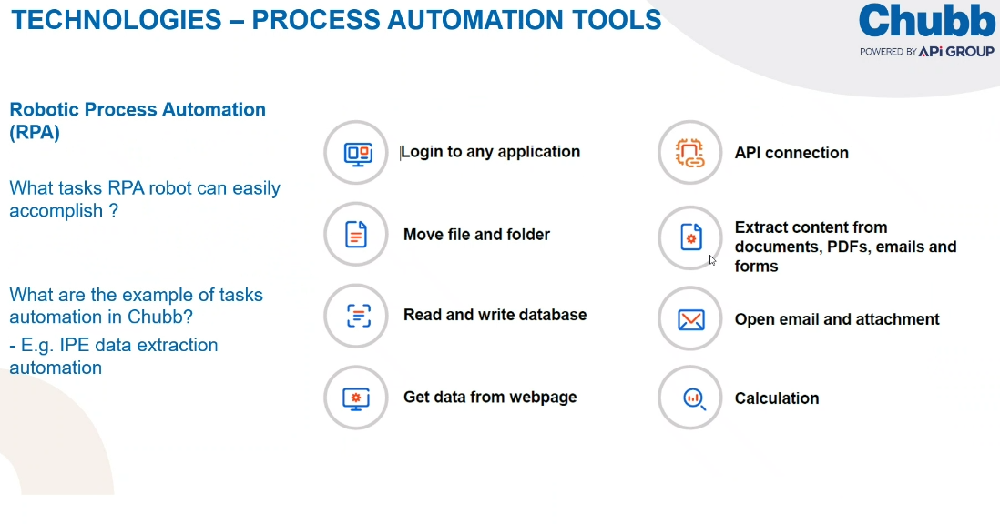 TECHNOLOGIES – PROCESS AUTOMATION TOOLS
Chubb
POWERED BY APi GROUP
Robotic Process Automation
(RPA)
What tasks RPA robot can easily
accomplish ?
What are the example of tasks
automation in Chubb?
- E.g. IPE data extraction
automation
Login to any application
Move file and folder
Read and write database
Get data from webpage
API connection
Extract content from
documents, PDFs, emails and
forms
Open email and attachment
Calculation